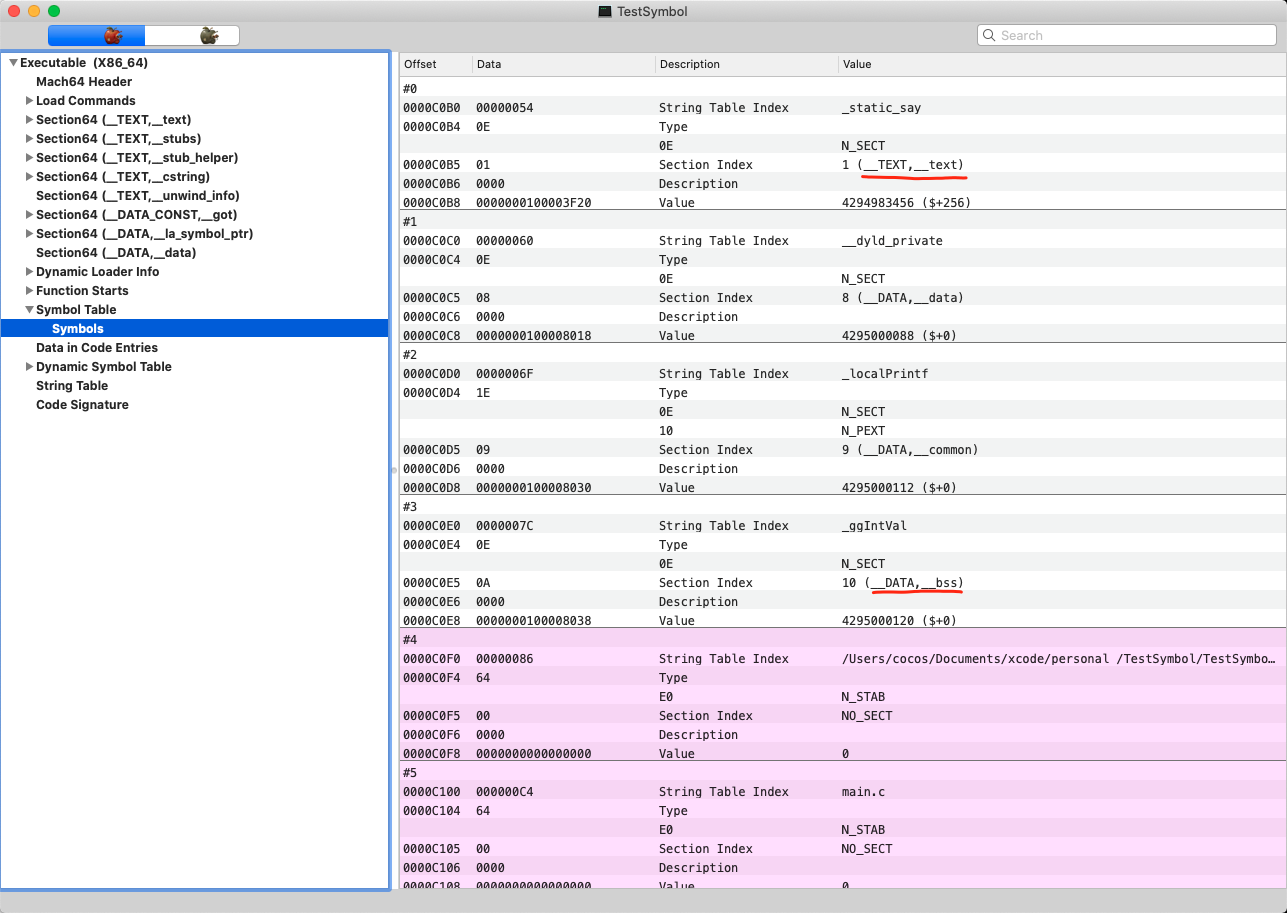 TestSymbol
Search
Executable (X86_64)
Mach64 Header
Load Commands
Section64 (__TEXT,__text)
Section64 (__TEXT,__stubs)
Section64 (__TEXT,__stub_helper)
Section64 (__TEXT,__cstring)
Section64 (__TEXT,__unwind_info)
Section64 (__DATA_CONST,__got)
Section64 (__DATA,__la_symbol_ptr)
Section64 (__DATA,__data)
Dynamic Loader Info
Function Starts
Symbol Table
Symbols
Data in Code Entries
Dynamic Symbol Table
String Table
Code Signature
Offset Data Description Value
#0
0000C0B0 00000054 String Table Index _static_say
0000C0B4 0E Type
0E N_SECT
0000C0B5 01 Section Index 1 (__TEXT,__text)
0000C0B6 0000 Description
0000C0B8 0000000100003F20 Value 4294983456 ($+256)
#1
0000C0C0 00000060 String Table Index __dyld_private
0000C0C4 0E Type
0E N_SECT
0000C0C5 08 Section Index 8 (__DATA,__data)
0000C0C6 0000 Description
0000C0C8 0000000100008018 Value 4295000088 ($+0)
#2
0000C0D0 0000006F String Table Index _localPrintf
0000C0D4 1E Type
0E N_SECT
10 N_PEXT
0000C0D5 09 Section Index 9 (__DATA,__common)
0000C0D6 0000 Description
0000C0D8 0000000100008030 Value 4295000112 ($+0)
#3
0000C0E0 0000007C String Table Index _ggIntVal
0000C0E4 0E Type
0E N_SECT
0000C0E5 0A Section Index 10 (__DATA,__bss)
0000C0E6 0000 Description
0000C0E8 0000000100008038 Value 4295000120 ($+0)
#4
0000C0F0 00000086 String Table Index /Users/cocos/Documents/xcode/personal /TestSymbol/TestSymbo…
0000C0F4 64 Type
E0 N_STAB
0000C0F5 00 Section Index NO_SECT
0000C0F6 0000 Description
0000C0F8 0000000000000000 Value 0
#5
0000C100 000000C4 String Table Index main.c
0000C104 64 Type
E0 N_STAB
0000C105 00 Section Index NO_SECT
0000C106 0000 Description
0000C108 0000000000000000 Value 0